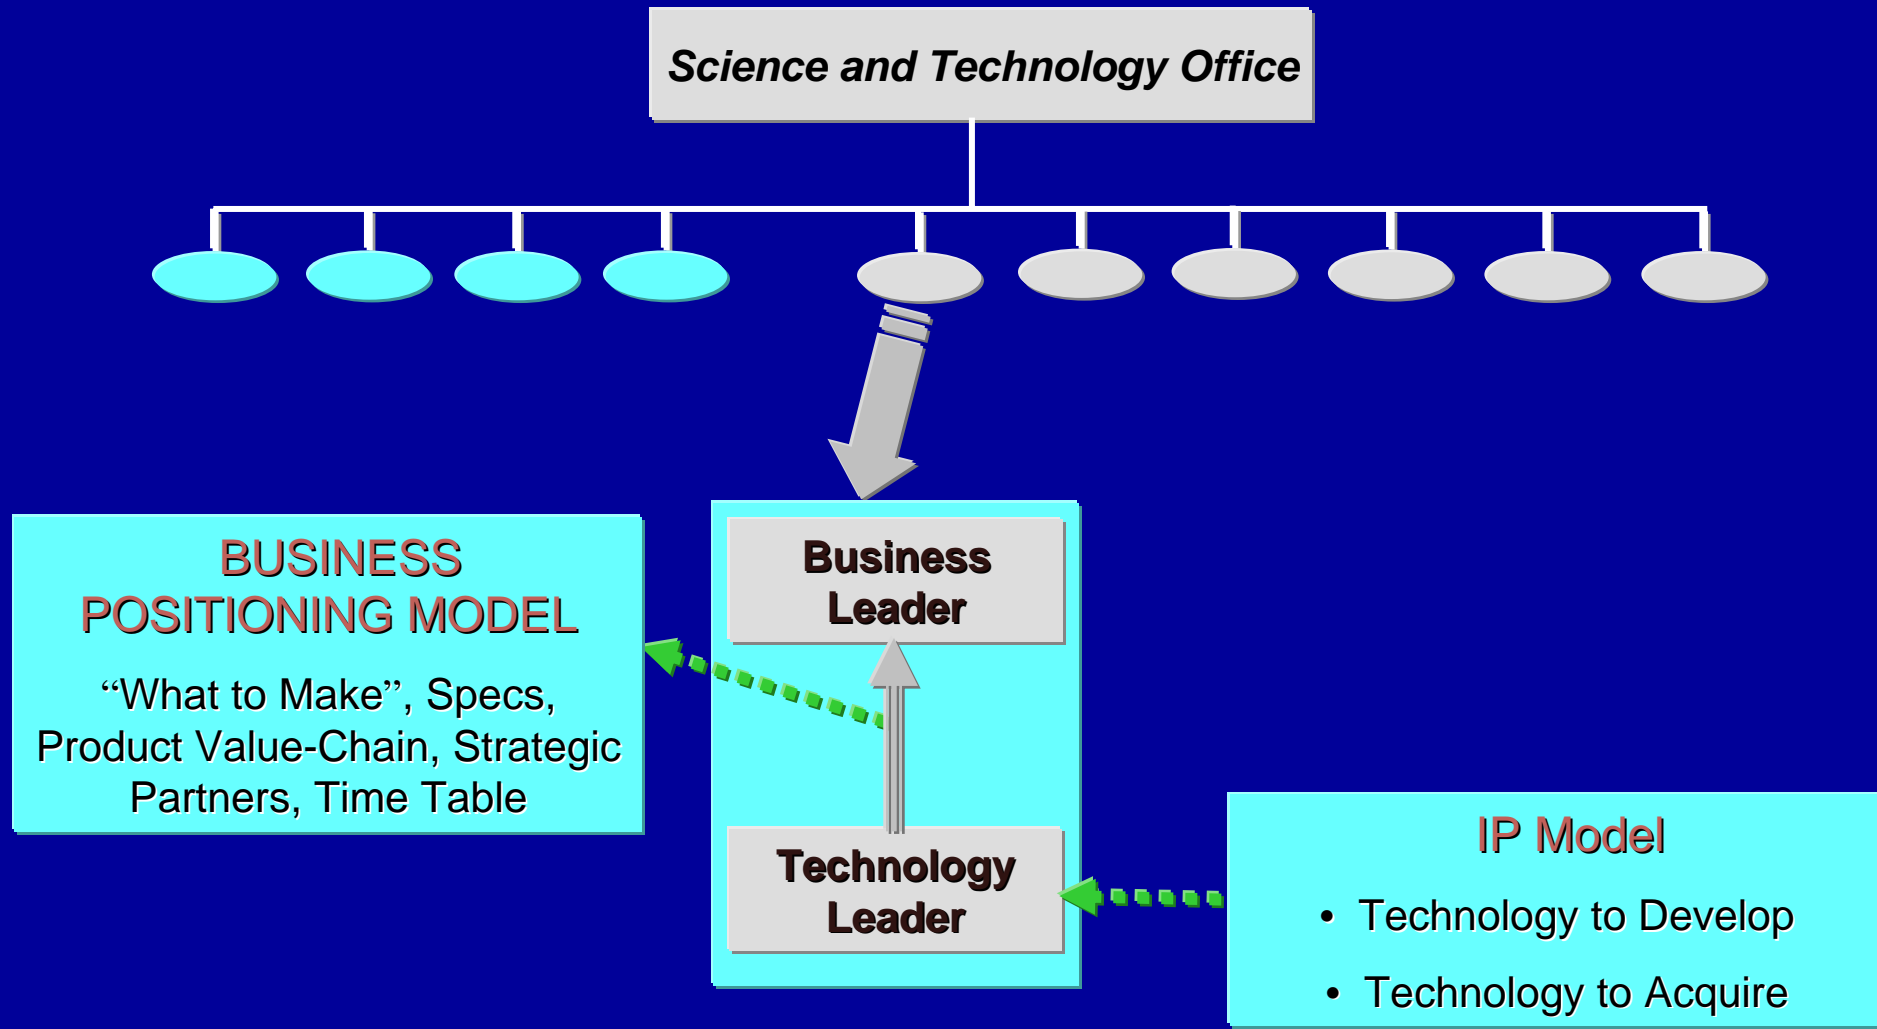 Science and Technology Office
Business
Leader
BUSINESS
POSITIONING MODEL
“What to Make”, Specs,
Product Value-Chain, Strategic
Partners, Time Table
Technology
Leader
IP Model
• Technology to Develop
• Technology to Acquire